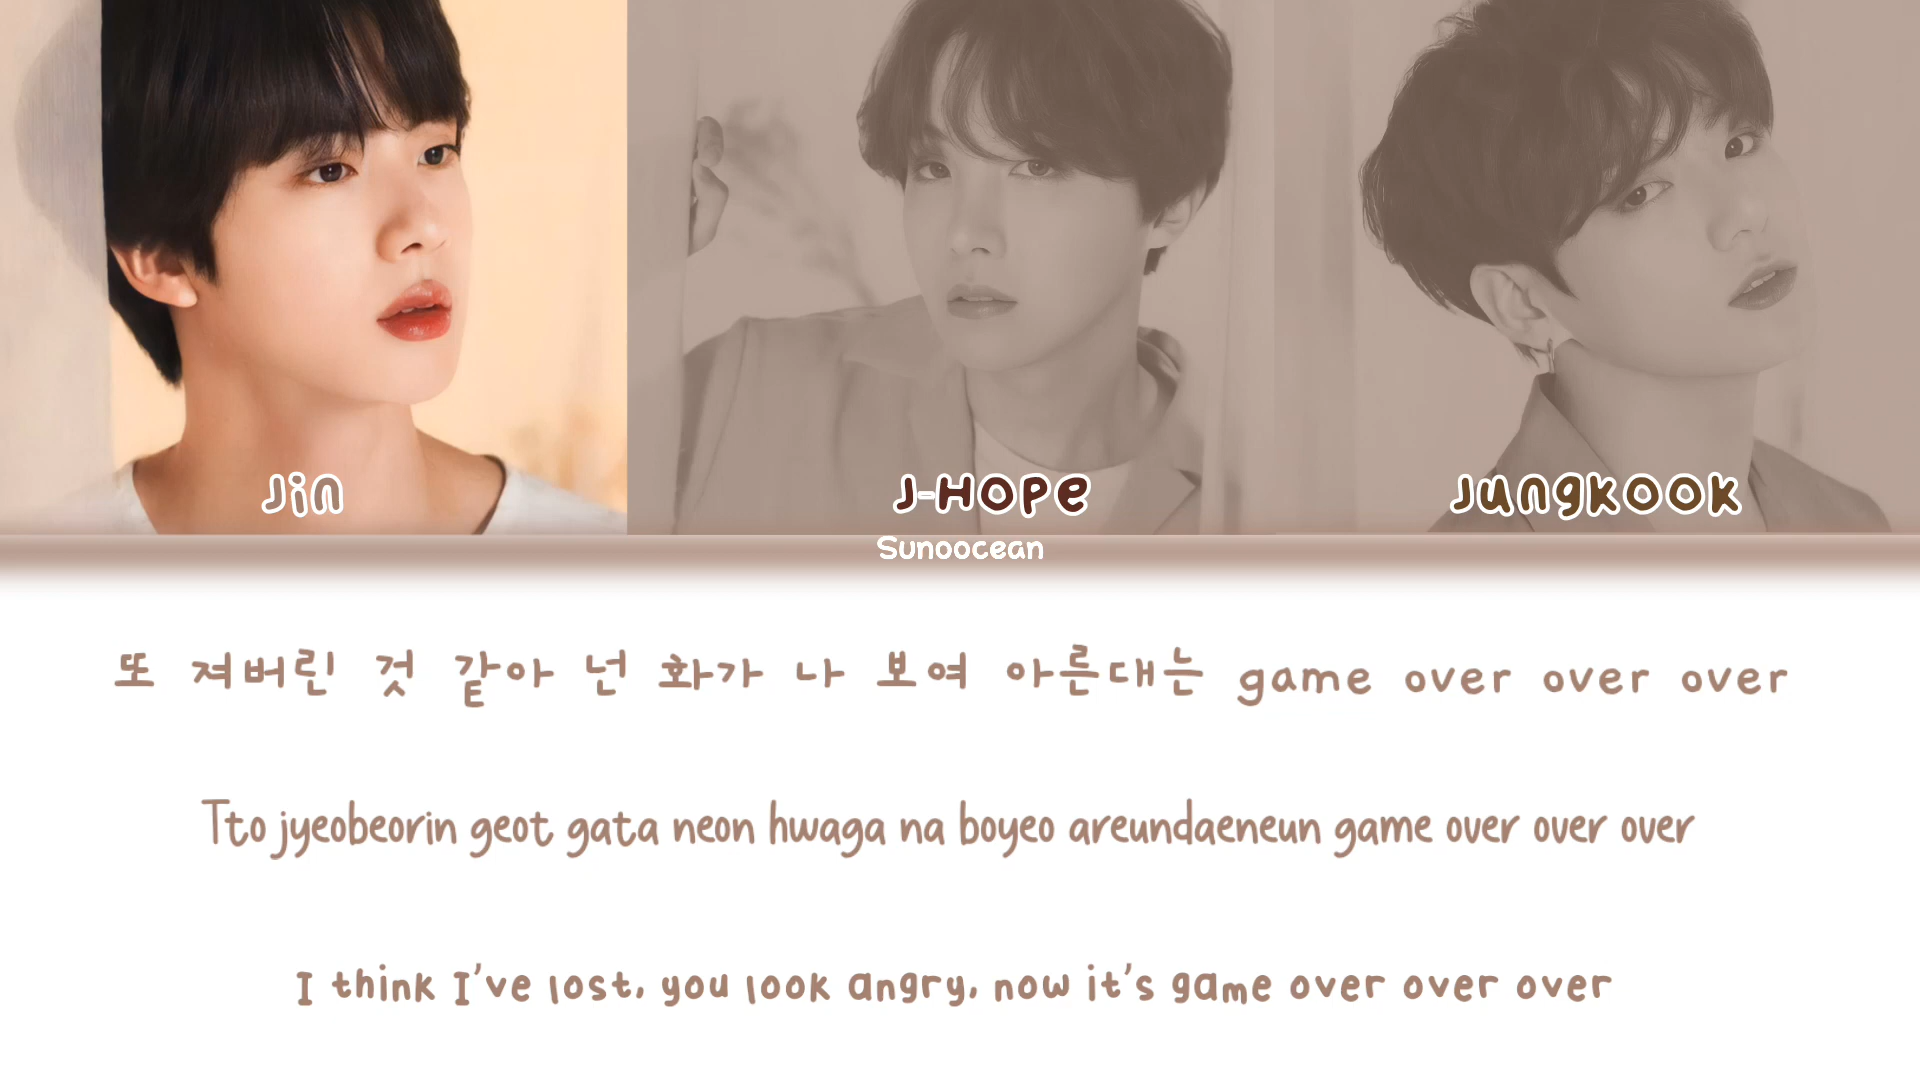 Jin
J-HOPE
Jungkook
Sunoocean
또 져버린 것 같아 넌 화가 나 보여 아른대는 game over over over
Tto jyeobeorin geot gata neon hwaga na boyeo areundaeneun game over over over
I think I've lost, you look angry, now it's game over over over